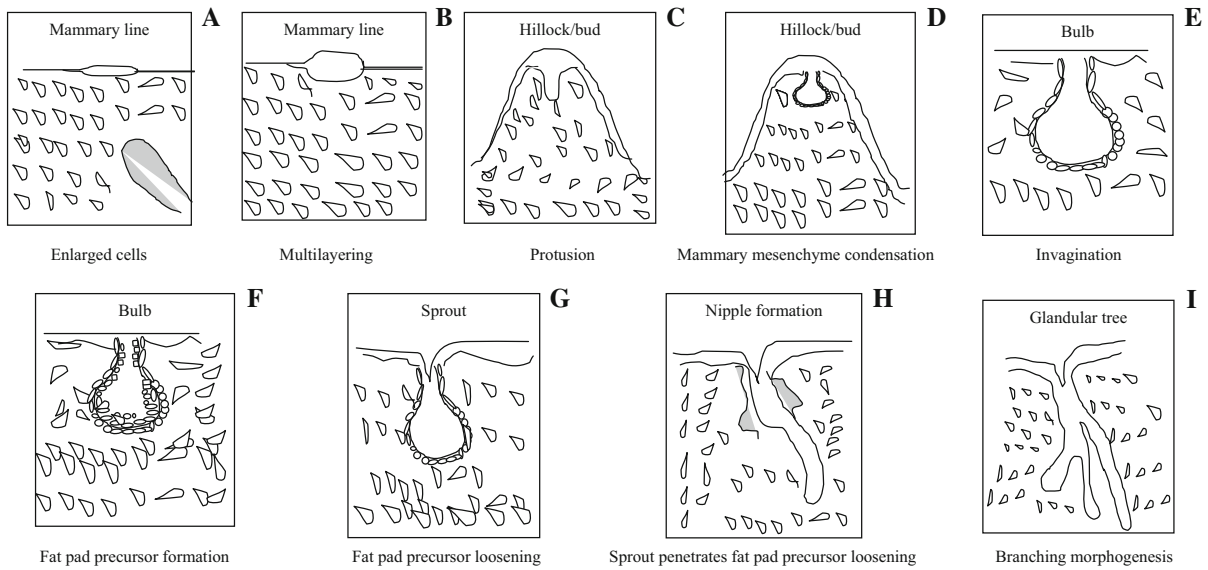 A
Mammary line
Enlarged cells
B
Mammary line
Multilayering
C
Hillock/bud
Protusion
D
Hillock/bud
Mammary mesenchyme condensation
E
Bulb
Invagination
F
Bulb
Fat pad precursor formation
G
Sprout
Fat pad precursor loosening
H
Nipple formation
Sprout penetrates fat pad precursor loosening
I
Glandular tree
Branching morphogenesis